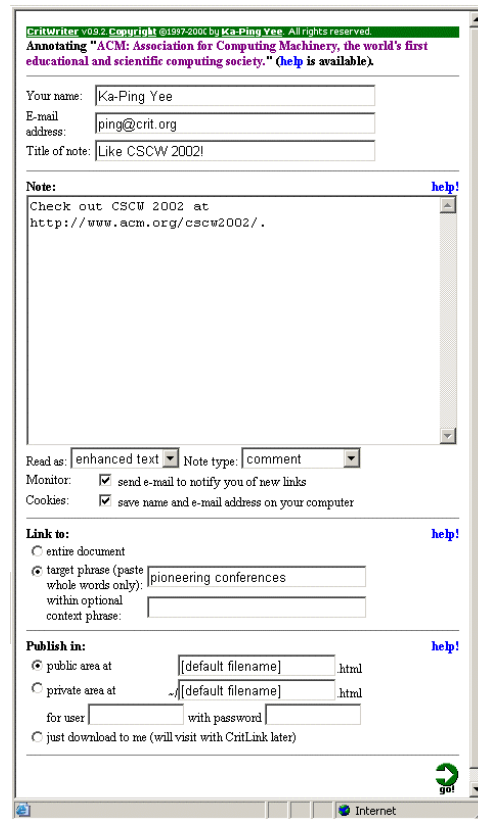 CritWriter v0.9.2. Copyright ©1997-2000 by Ka-Ping Yee. All rights reserved.
Annotating "ACM: Association for Computing Machinery, the world's first
educational and scientific computing society." (help is available).
Your name: Ka-Ping Yee
E-mail
address: ping@crit.org
Title of note: Like CSCW 2002!
Note: help!
Check out CSCW 2002 at
http://www.acm.org/cscw2002/.
Read as: enhanced text Note type: comment
Monitor: send e-mail to notify you of new links
Cookies: save name and e-mail address on your computer
Link to: help!
entire document
target phrase (paste
whole words only): pioneering conferences
within optional
context phrase:
Publish in: help!
public area at [default filename] .html
private area at ~/[default filename] .html
for user with password
just download to me (will visit with CritLink later)
go!
Internet